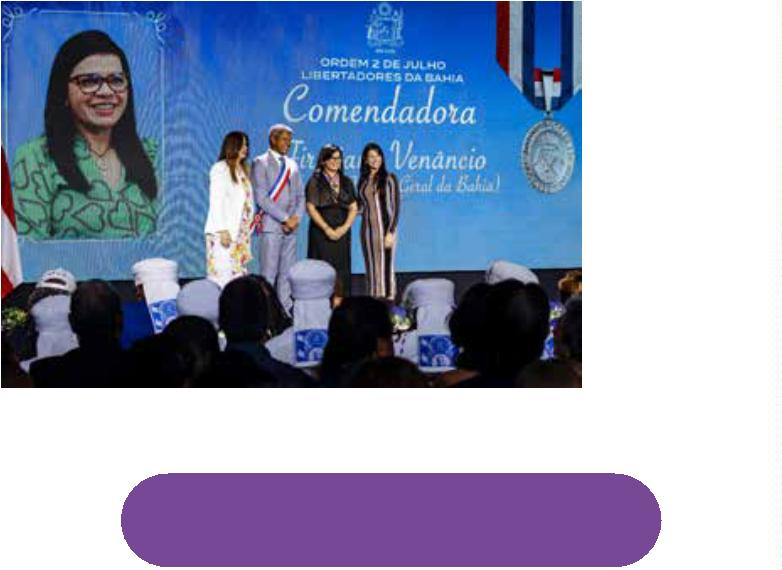 ORDEM 2 DE JULHO
LIBERTADORES DA BAHIA
Comendadora
Venâncio
Geral da Bahia)